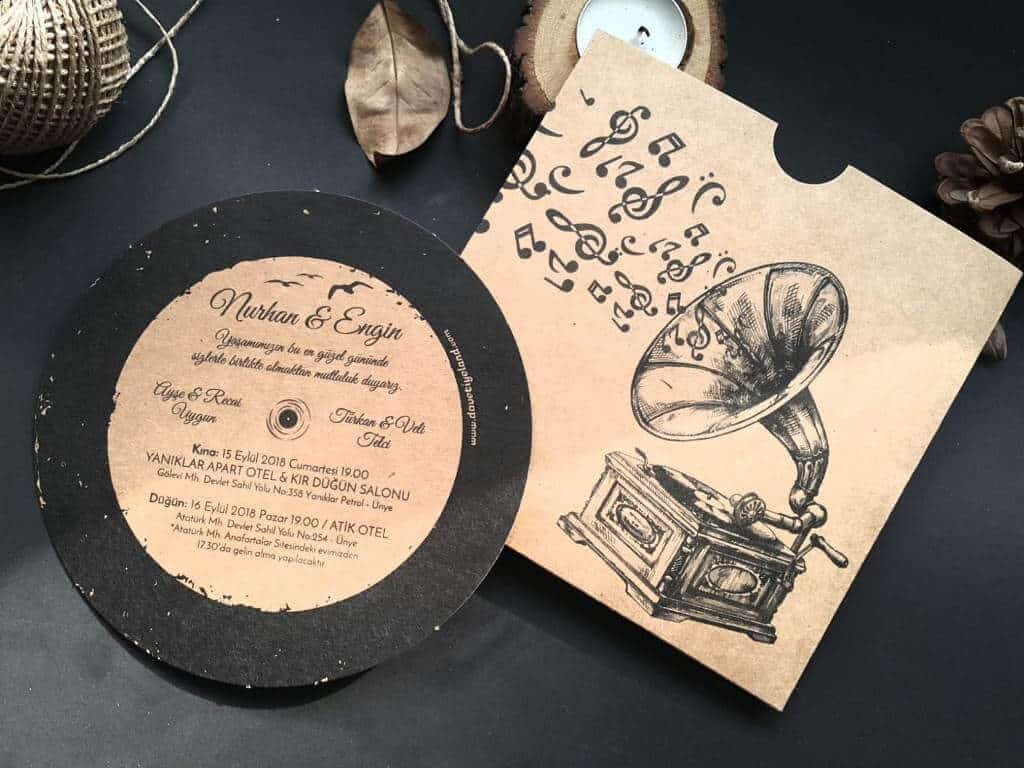 Nurhan & Engin
Yaşamımızın bu en güzel gününde
sizlerle birlikte olmaktan mutluluk duyarız.
Ayşe & Recai
Uygun
Türkan & Veli
Telci
Kına: 15 Eylül 2018 Cumartesi 19.00
YANIKLAR APART OTEL & KIR DÜĞÜN SALONU
Gölevi Mh. Devlet Sahil Yolu No:358 Yanıklar Petrol - Ünye
Düğün: 16 Eylül 2018 Pazar 19.00 / ATİK OTEL
Atatürk Mh. Devlet Sahil Yolu No:254 - Ünye
*Atatürk Mh. Anafartalar Sitesindeki evimizden
17.30'da gelin alma yapılacaktır.
www.davetiyeland.com